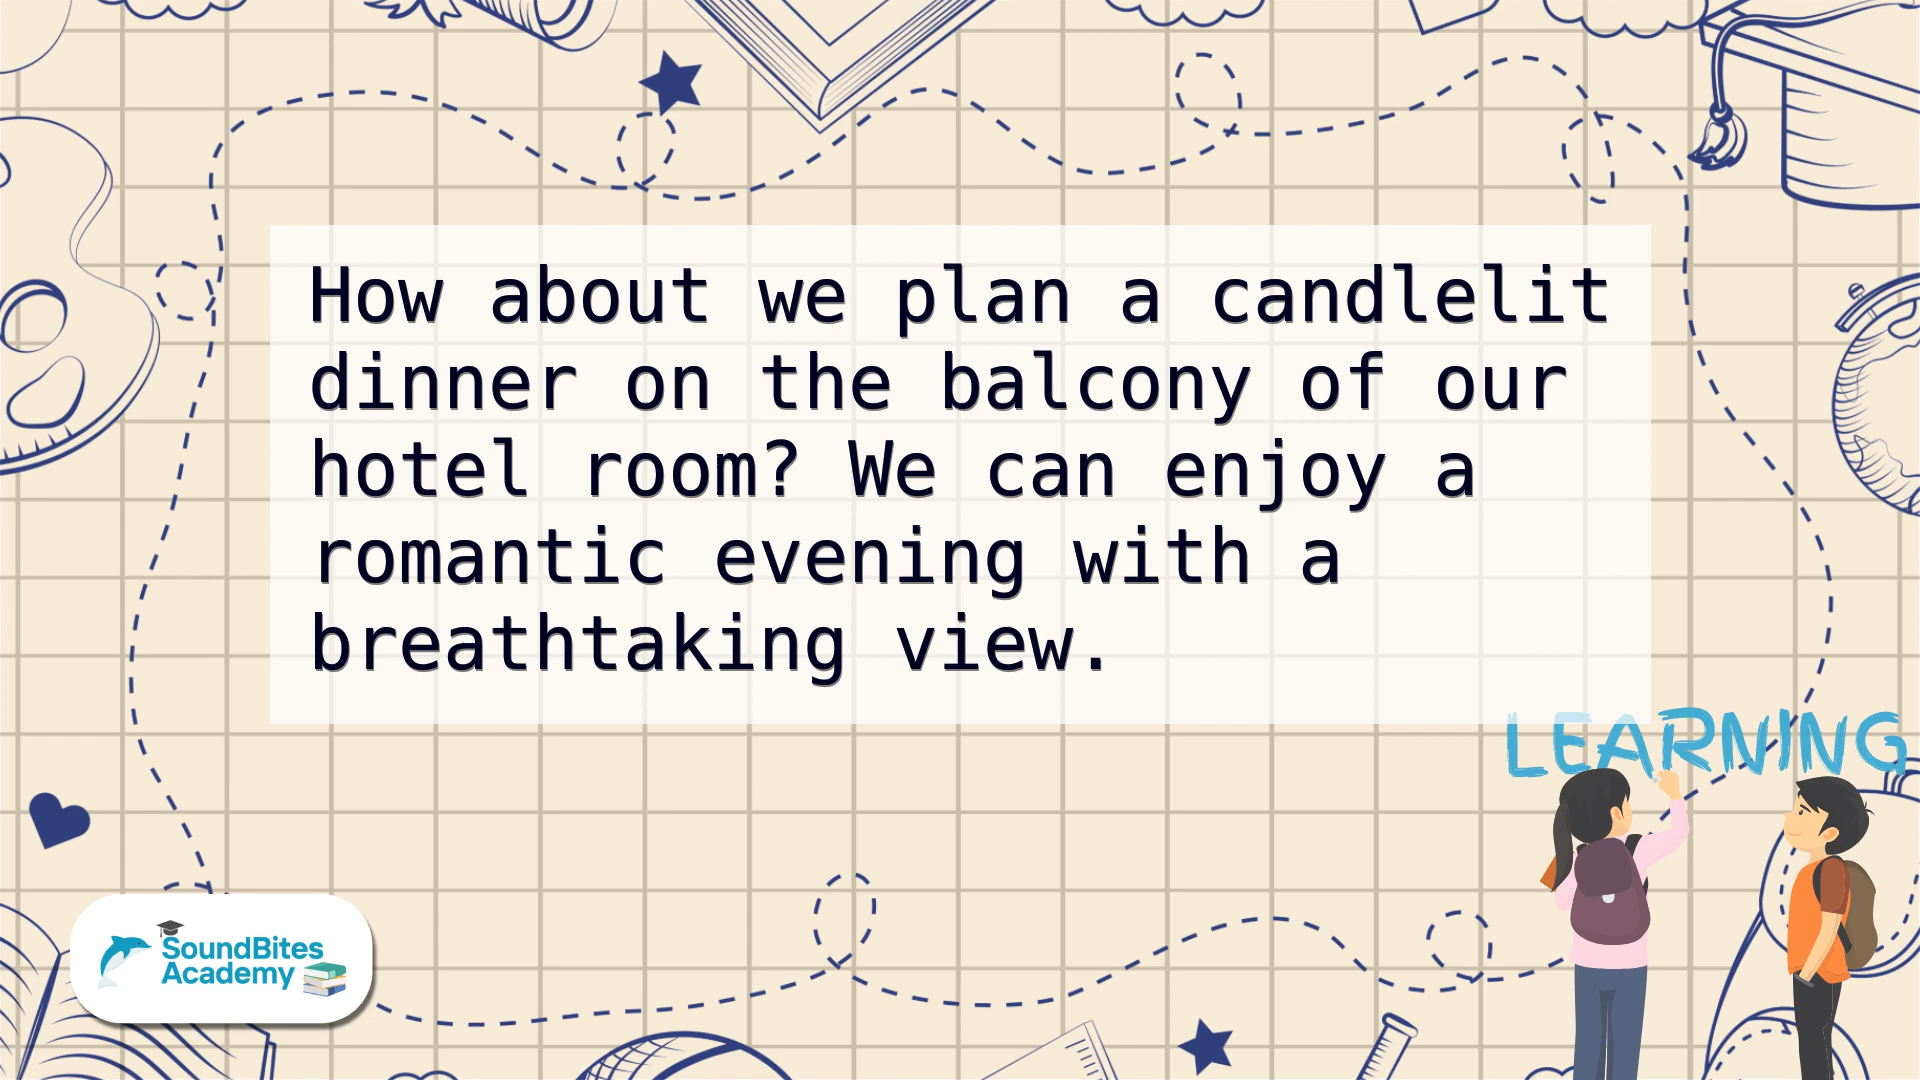 How about we plan a candlelit
dinner on the balcony of our
hotel room? We can enjoy a
romantic evening with a
breathtaking view.
LEARNING
SoundBites
Academy